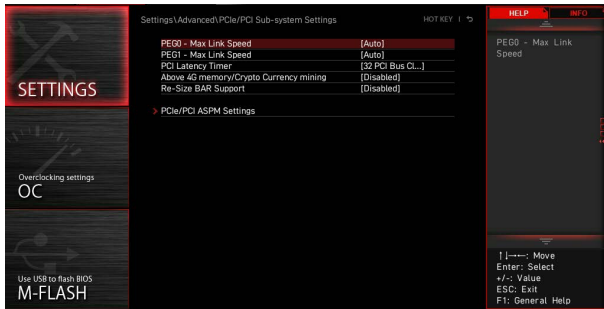 Settings\Advanced\PCIe/PCI Sub-system Settings
HOT KEY |
HELP
INFO
PEG0 - Max Link Speed [Auto]
PEG1 - Max Link Speed [Auto]
PCI Latency Timer [32 PCI Bus Cl...]
Above 4G memory/Crypto Currency mining [Disabled]
Re-Size BAR Support [Disabled]
> PCIe/PCI ASPM Settings
SETTINGS
Overclocking settings
OC
Use USB to flash BIOS
M-FLASH
PEG0 - Max Link
Speed
↑↓→←: Move
Enter: Select
+/-: Value
ESC: Exit
F1: General Help